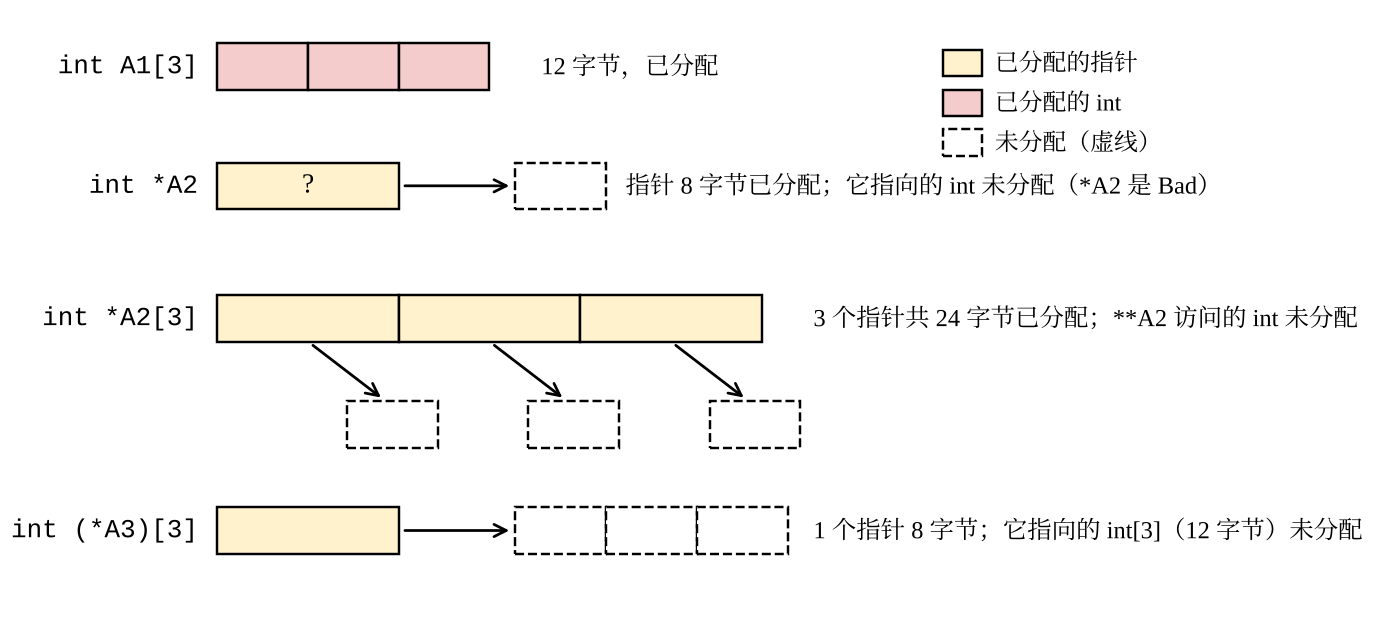 int A1[3]
12 字节，已分配
已分配的指针
已分配的 int
未分配（虚线）
int *A2
?
指针 8 字节已分配；它指向的 int 未分配（*A2 是 Bad）
int *A2[3]
3 个指针共 24 字节已分配；**A2 访问的 int 未分配
int (*A3)[3]
1 个指针 8 字节；它指向的 int[3]（12 字节）未分配